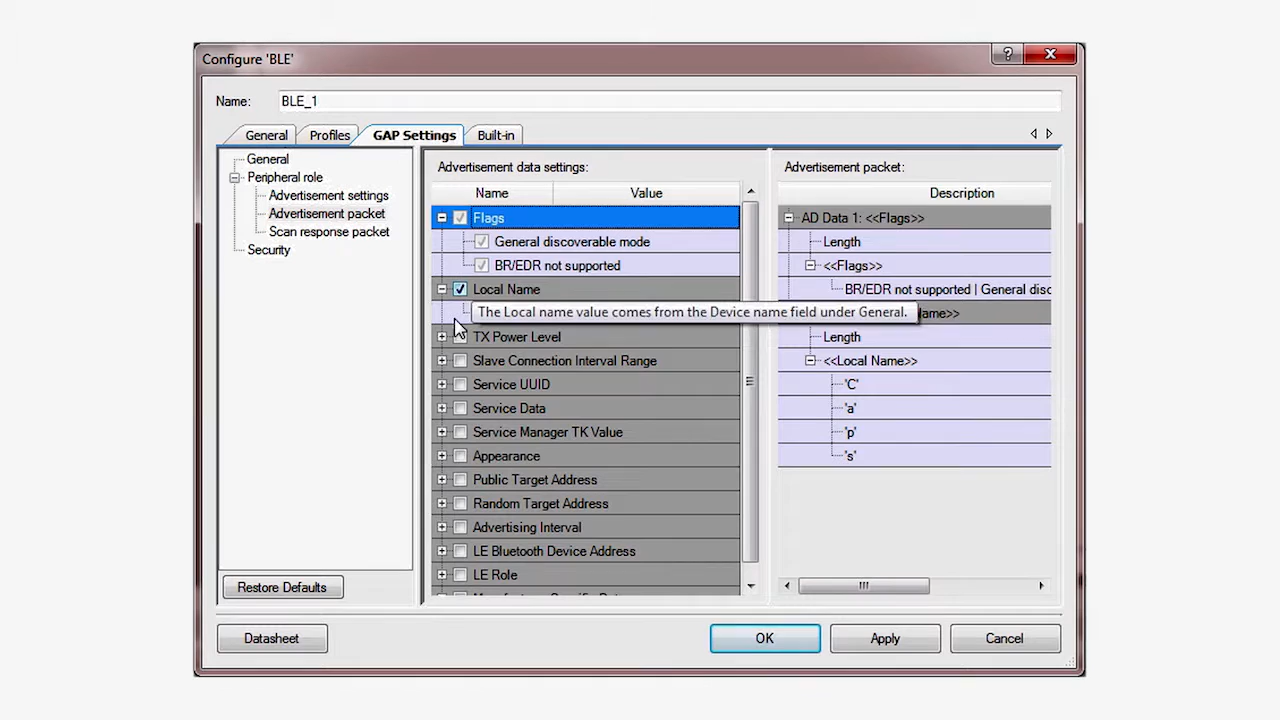 Configure 'BLE'
?
X
Name:
BLE_1
General
Profiles
GAP Settings
Built-in
General
Peripheral role
Advertisement settings
Advertisement packet
Scan response packet
Security
Restore Defaults
Advertisement data settings:
Name
Value
Flags
General discoverable mode
BR/EDR not supported
Local Name
The Local name value comes from the Device name field under General.
TX Power Level
Slave Connection Interval Range
Service UUID
Service Data
Service Manager TK Value
Appearance
Public Target Address
Random Target Address
Advertising Interval
LE Bluetooth Device Address
LE Role
Advertisement packet:
Description
AD Data 1: <<Flags>>
Length
<<Flags>>
BR/EDR not supported | General disc
ame>>
Length
<<Local Name>>
'C'
'a'
'p'
's'
Datasheet
OK
Apply
Cancel